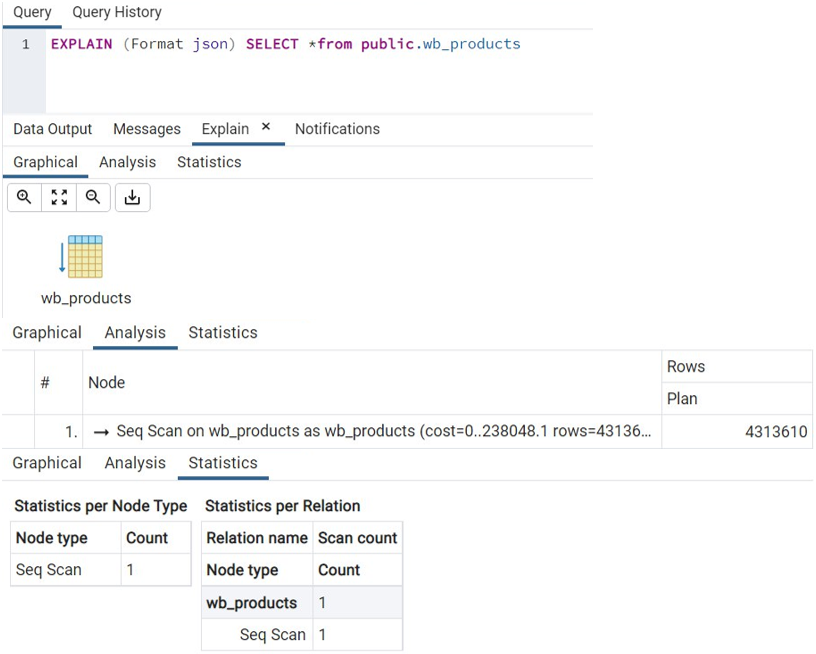 Query Query History
1 EXPLAIN (Format json) SELECT *from public.wb_products
Data Output Messages Explain × Notifications
Graphical Analysis Statistics
wb_products
Graphical Analysis Statistics
# Node Rows
Plan
1. → Seq Scan on wb_products as wb_products (cost=0..238048.1 rows=43136... 4313610
Graphical Analysis Statistics
Statistics per Node Type Statistics per Relation
Node type Count Relation name Scan count
Seq Scan 1 Node type Count
wb_products 1
Seq Scan 1